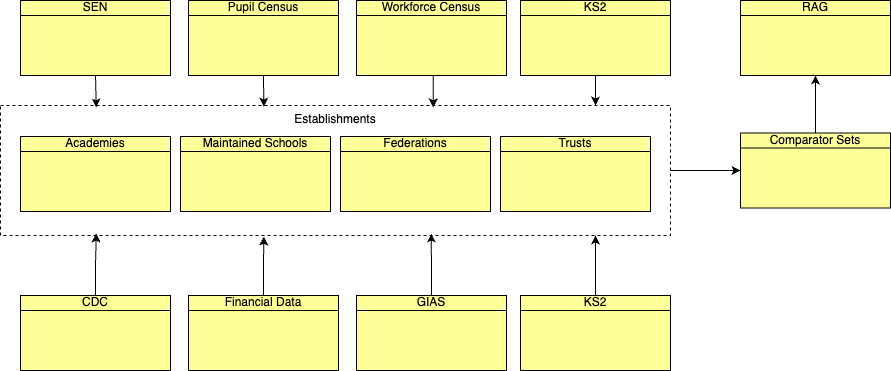 SEN
Pupil Census
Workforce Census
KS2
RAG
Establishments
Academies
Maintained Schools
Federations
Trusts
Comparator Sets
CDC
Financial Data
GIAS
KS2